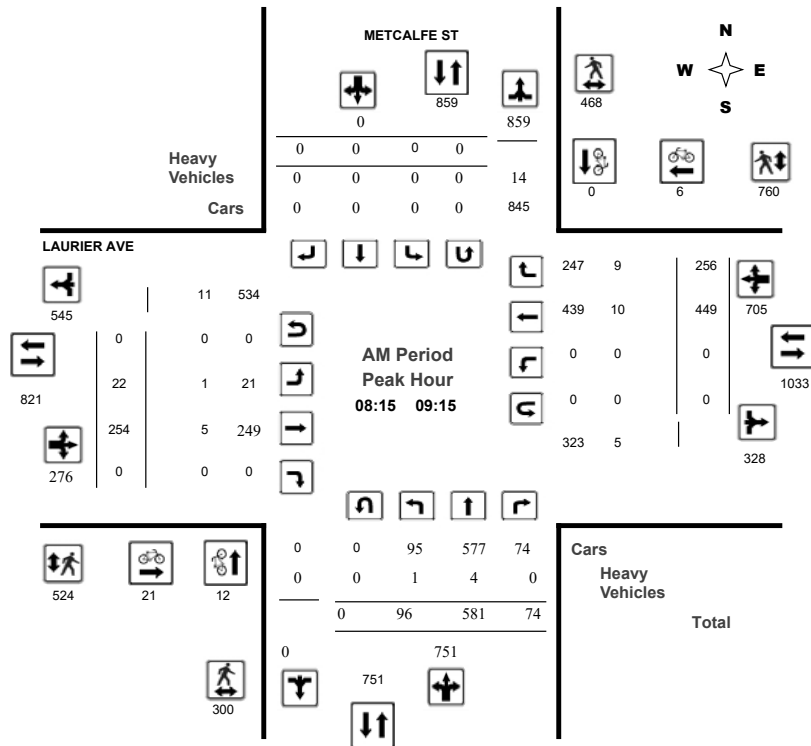 METCALFE ST
N
W E
S
859
468
0 859
0 0 0 0
Heavy
Vehicles
0 0 0 0 14
Cars
0 0 0 0 845
0 6 760
LAURIER AVE
545
11 534
247 9 256
705
439 10 449
0 0 0
AM Period
Peak Hour
08:15 09:15
0 0 0
821
22 1 21
1033
0 0 0
254 5 249
276
0 0 0
323 5
328
0 0 95 577 74
Cars
0 0 1 4 0
Heavy
Vehicles
0 96 581 74
Total
524 21 12
0 751
751
300